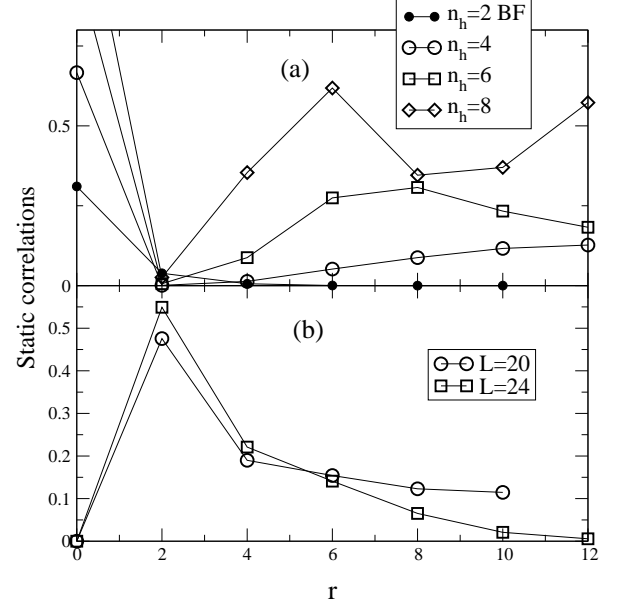 n_h=2 BF
n_h=4
n_h=6
n_h=8
(a)
0.5
0
Static correlations
(b)
L=20
L=24
0.5
0.4
0.3
0.2
0.1
0
0 2 4 6 8 10 12
r